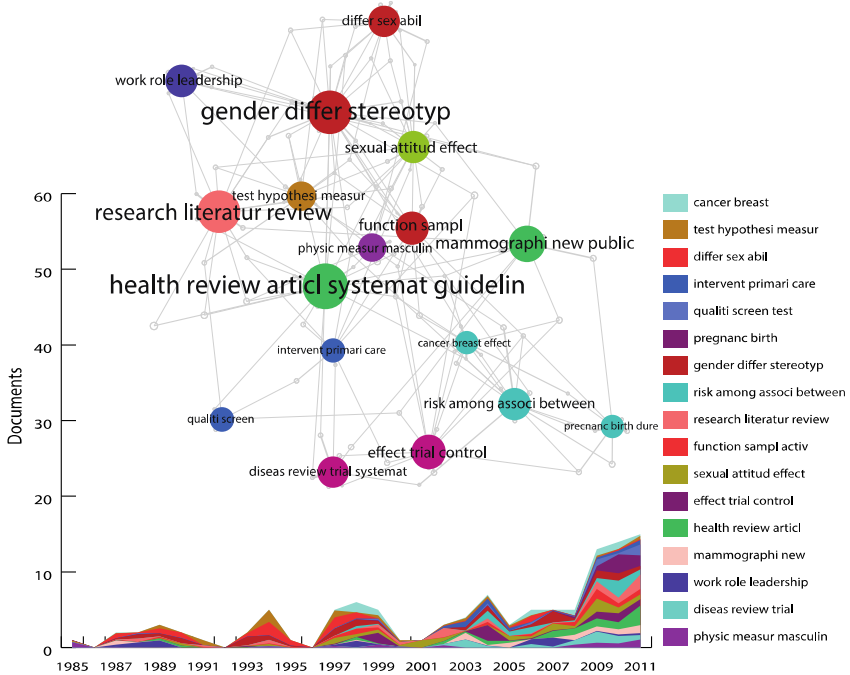 differ sex abil
work role leadership
gender differ stereotyp
sexual attitud effect
test hypothesi measur
research literatur review
function sampl
physic measur masculin
mammographi new public
health review articl systemat guidelin
intervent primari care
cancer breast effect
risk among associ between
qualiti screen
precnanc birth dure
effect trial control
diseas review trial systemat
Documents
60
50
40
30
20
10
0
1985 1987 1989 1991 1993 1995 1997 1999 2001 2003 2005 2007 2009 2011
cancer breast
test hypothesi measur
differ sex abil
intervent primari care
qualiti screen test
pregnanc birth
gender differ stereotyp
risk among associ between
research literatur review
function sampl activ
sexual attitud effect
effect trial control
health review articl
mammographi new
work role leadership
diseas review trial
physic measur masculin